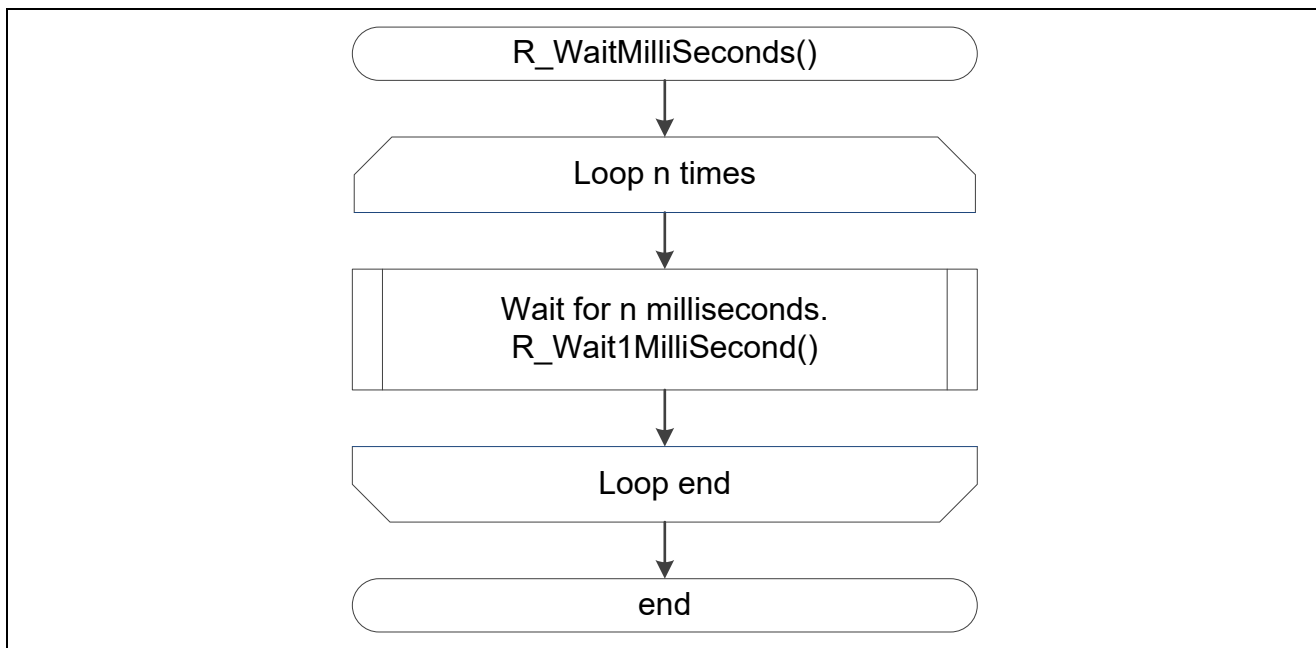 R_WaitMilliSeconds()
Loop n times
Wait for n milliseconds.
R_Wait1MilliSecond()
Loop end
end